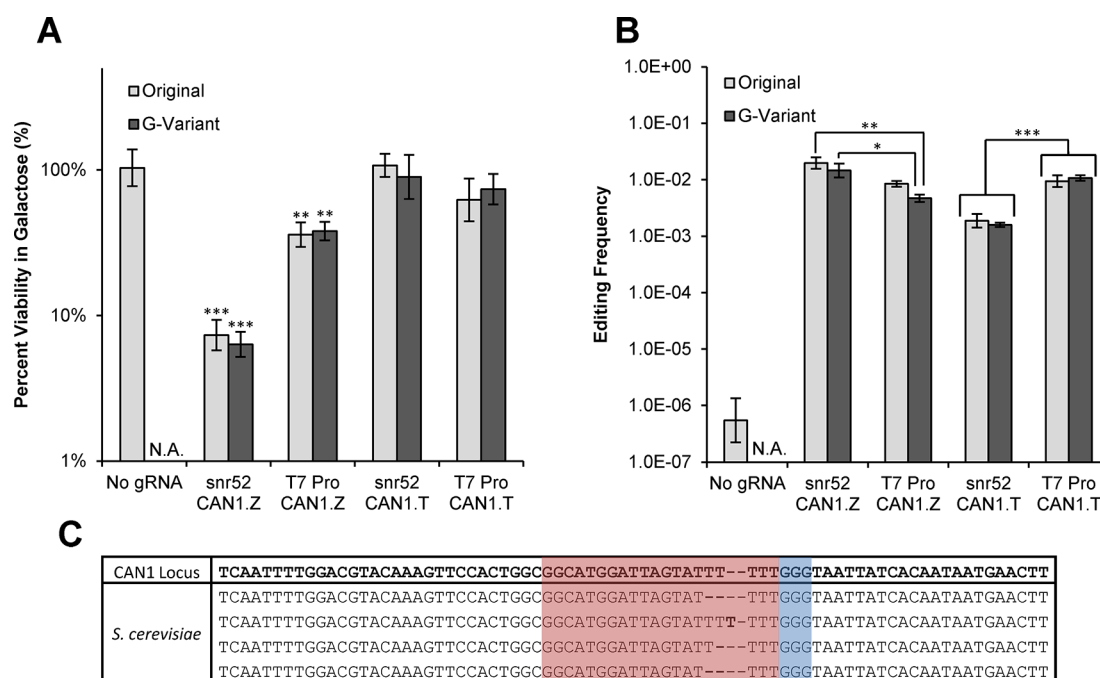 A
Percent Viability in Galactose (%)
Original
G-Variant
100%
10%
1%
** **
*** ***
N.A.
No gRNA
snr52 CAN1.Z
T7 Pro CAN1.Z
snr52 CAN1.T
T7 Pro CAN1.T
B
Editing Frequency
1.0E+00
1.0E-01
1.0E-02
1.0E-03
1.0E-04
1.0E-05
1.0E-06
1.0E-07
Original
G-Variant
**
*
***
N.A.
No gRNA
snr52 CAN1.Z
T7 Pro CAN1.Z
snr52 CAN1.T
T7 Pro CAN1.T
C
CAN1 Locus TCAATTTTGGACGTACAAAGTTCCACTGGCGGCATGGATTAGTATTT--TTTGGGTAATTATCACAATAATGAACTT
S. cerevisiae
TCAATTTTGGACGTACAAAGTTCCACTGGCGGCATGGATTAGTAT----TTTGGGTAATTATCACAATAATGAACTT
TCAATTTTGGACGTACAAAGTTCCACTGGCGGCATGGATTAGTATTTT-TTTGGGTAATTATCACAATAATGAACTT
TCAATTTTGGACGTACAAAGTTCCACTGGCGGCATGGATTAGTATT---TTTGGGTAATTATCACAATAATGAACTT
TCAATTTTGGACGTACAAAGTTCCACTGGCGGCATGGATTAGTAT----TTTGGGTAATTATCACAATAATGAACTT